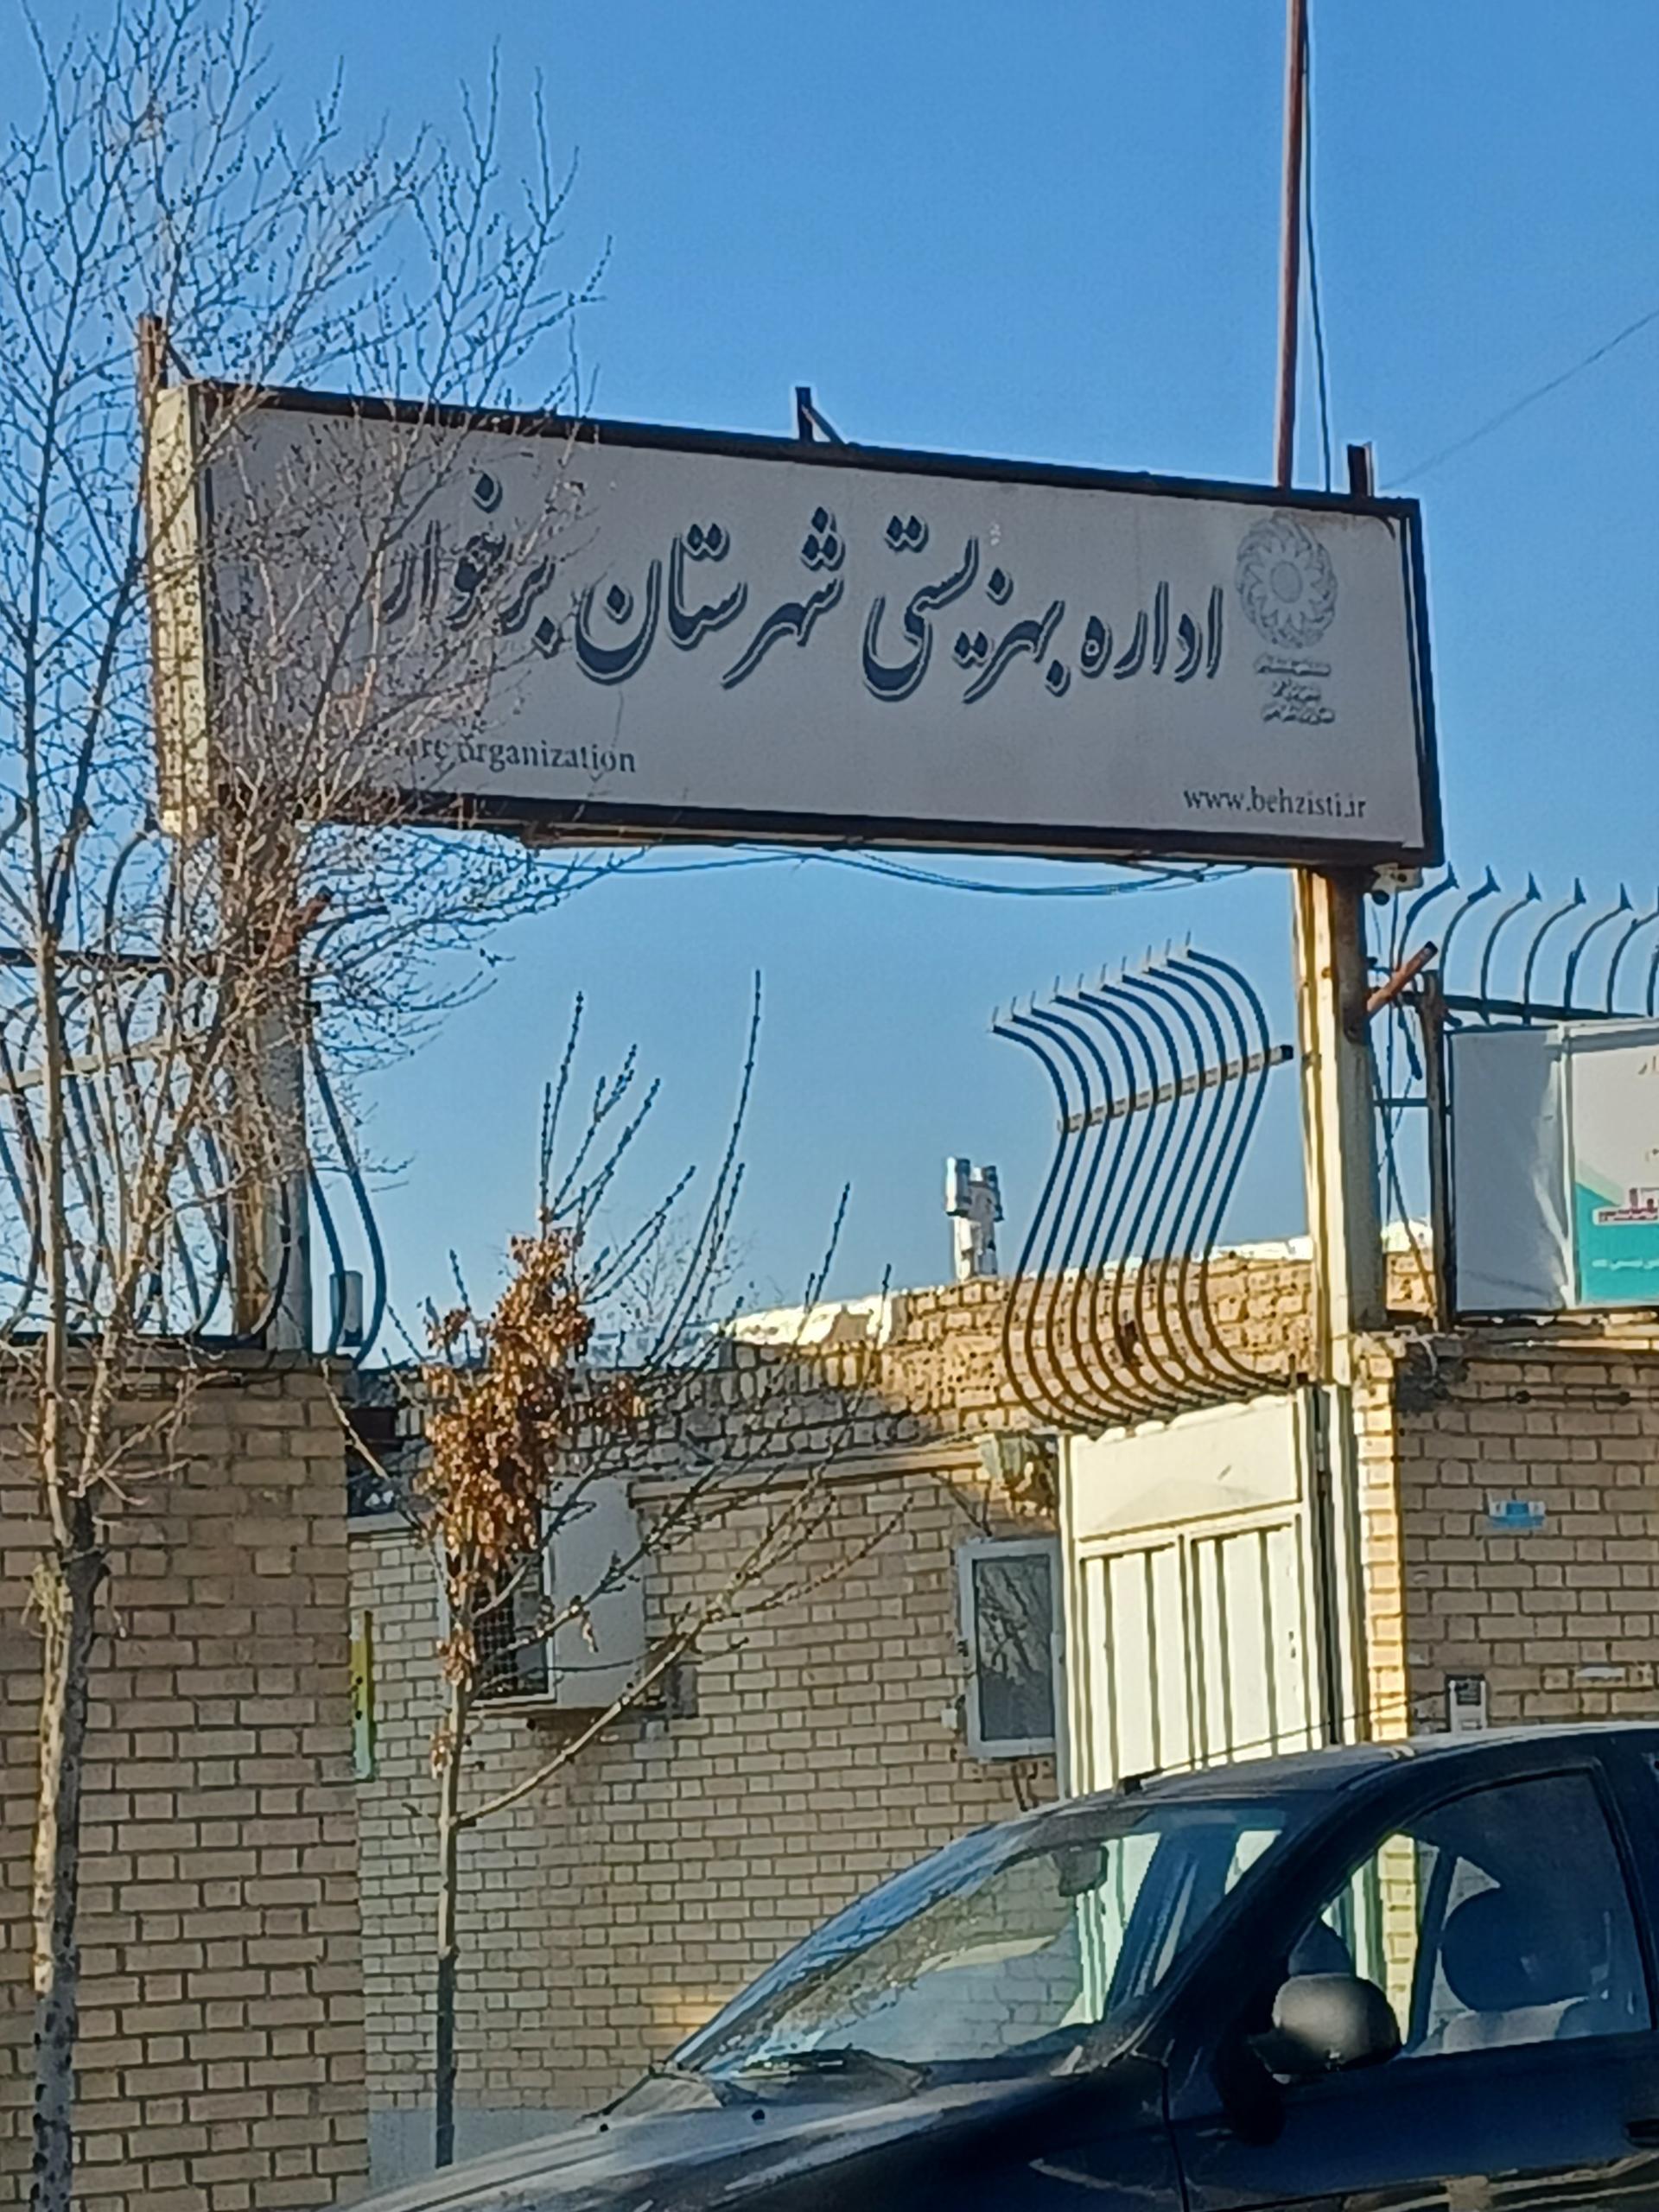 اداره بهزیستی شهرستان برخوار
organization
www.behzisti.ir